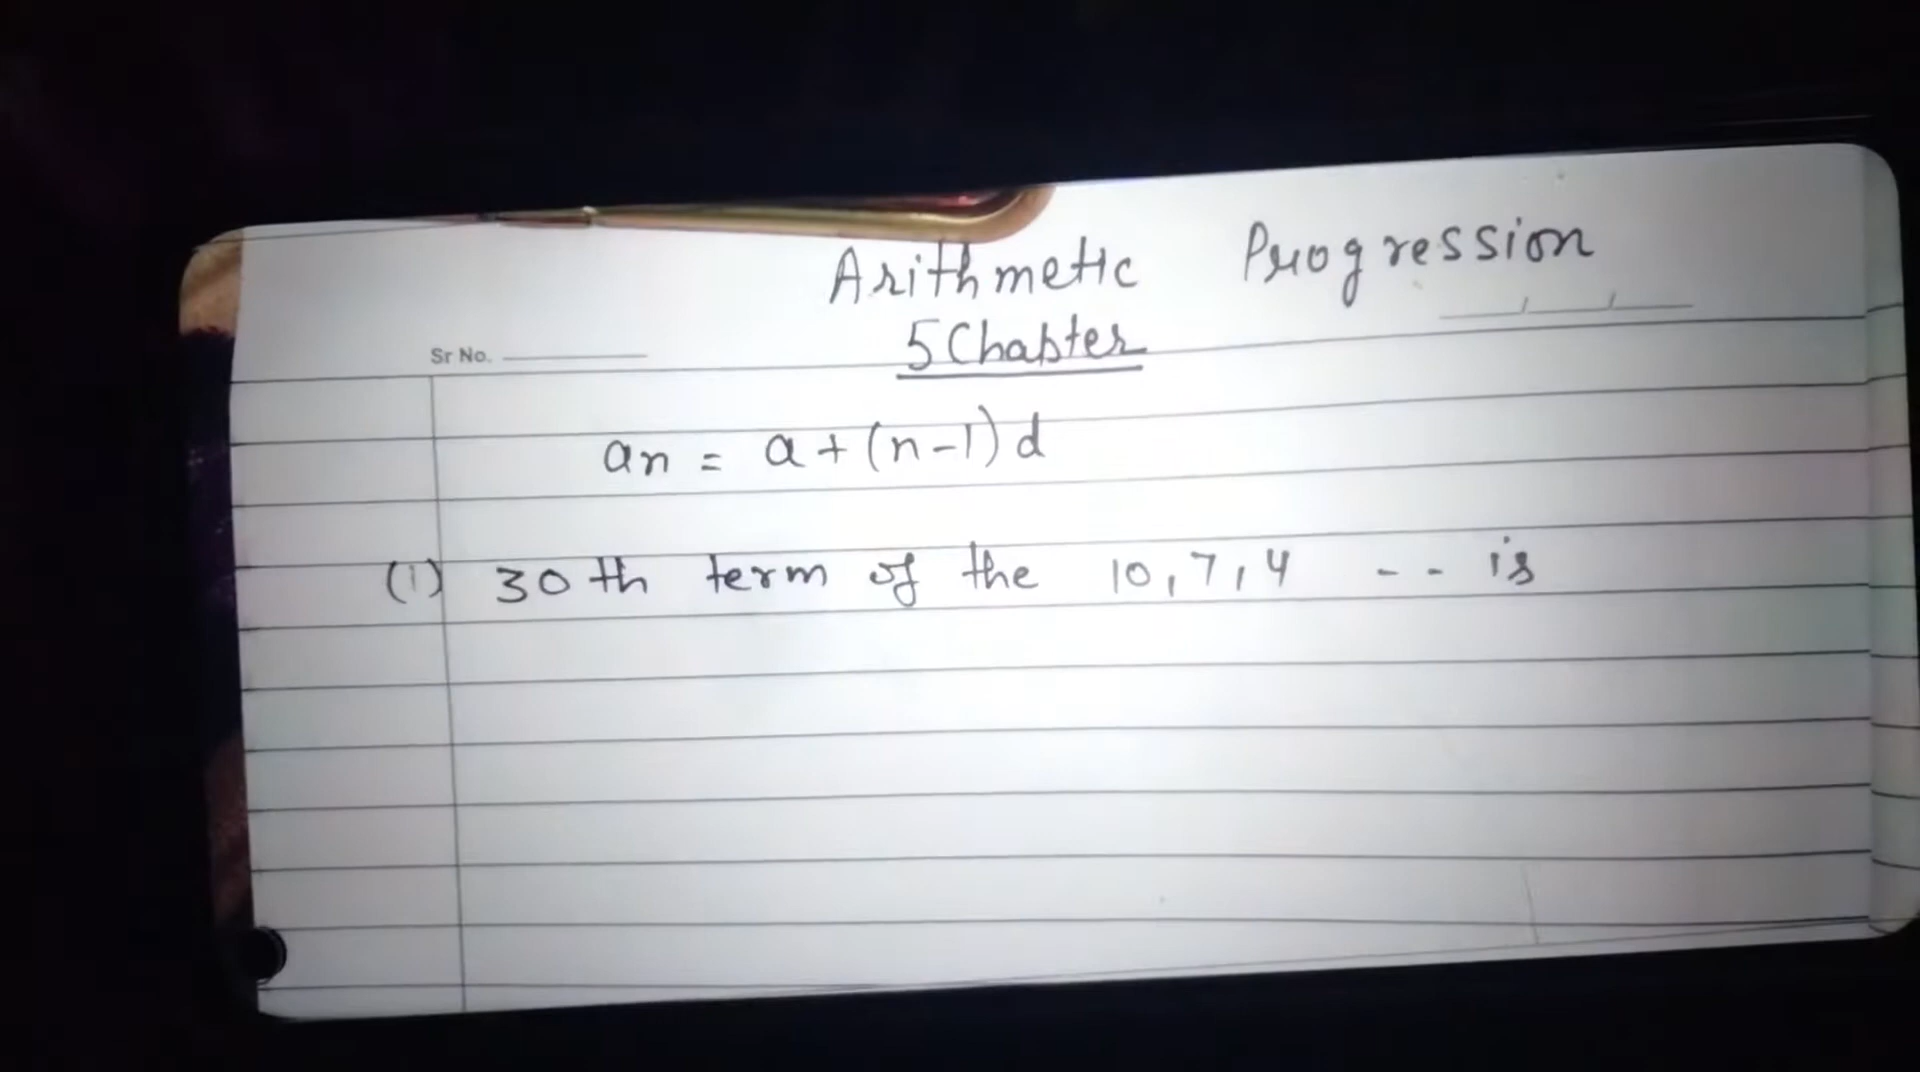 Arithmetic Progression
5 Chapter
Sr No.
an = a + (n-1) d
(1) 30th term of the 10, 7, 4 - - is